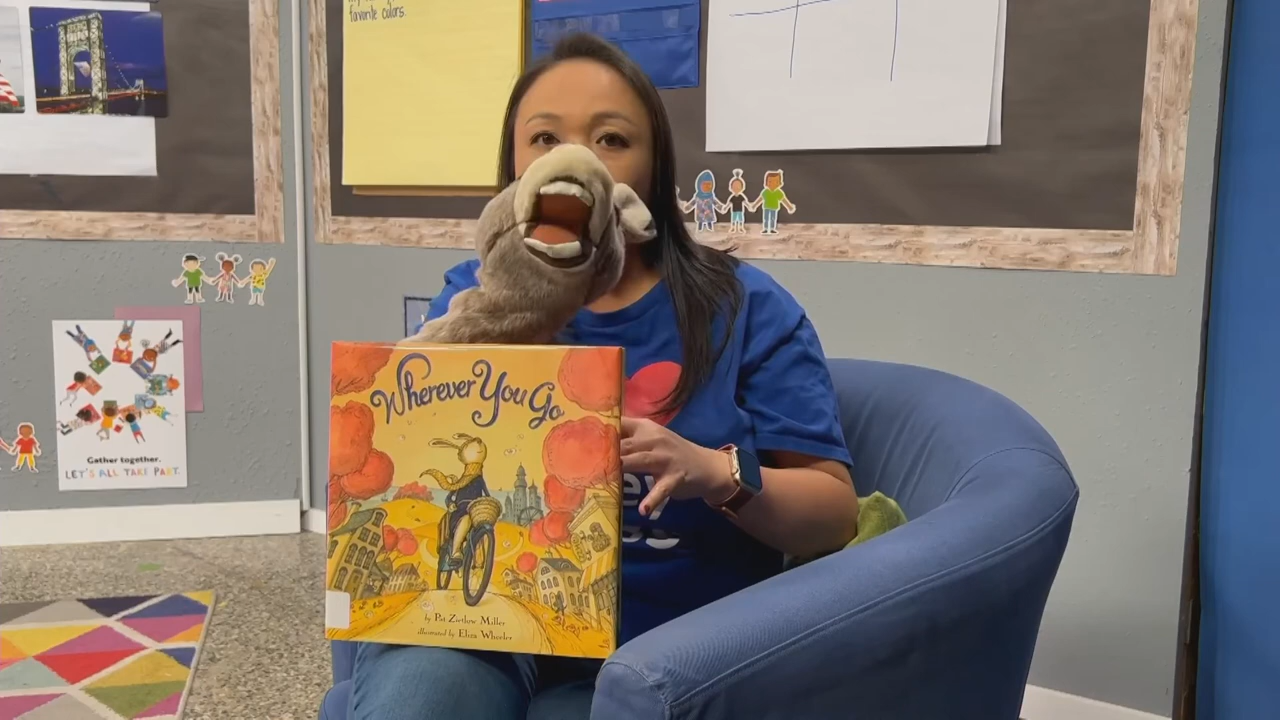 favorite colors.
Wherever You Go
by Pat Zietlow Miller
illustrated by Eliza Wheeler
Gather together.
LET'S ALL TAKE PART.